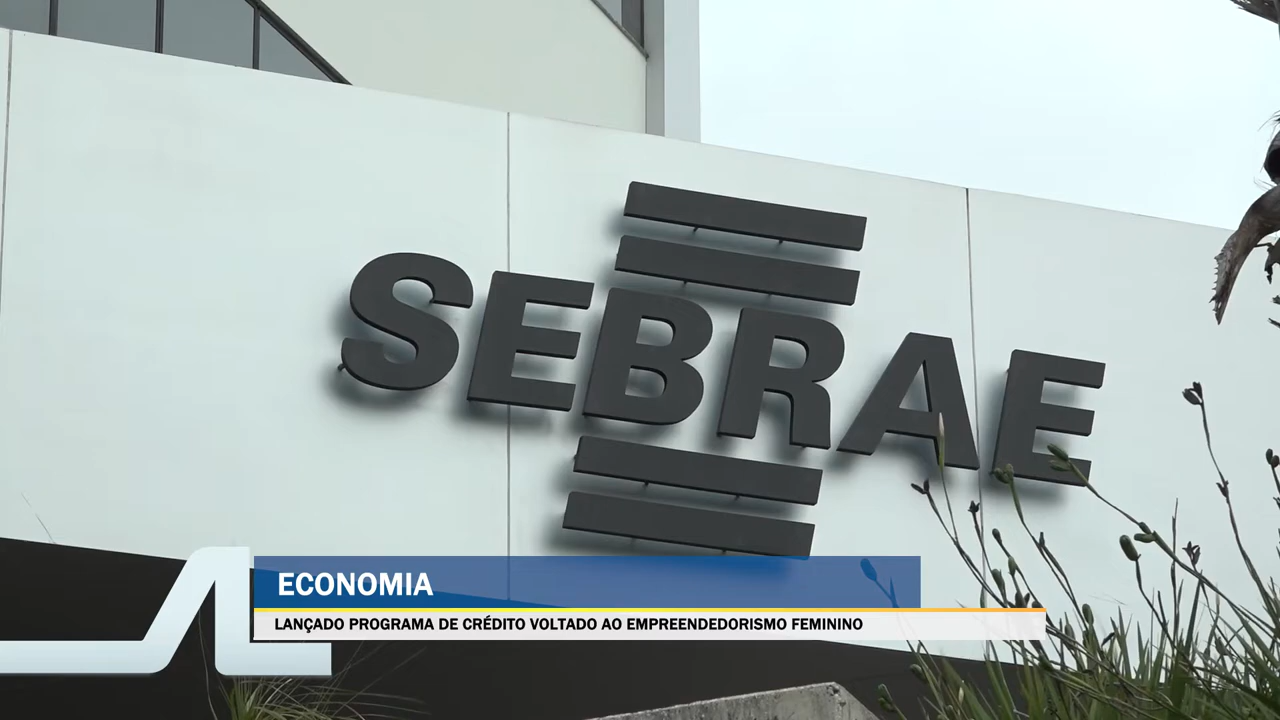 SEBRAE
ECONOMIA
LANÇADO PROGRAMA DE CRÉDITO VOLTADO AO EMPREENDEDORISMO FEMININO